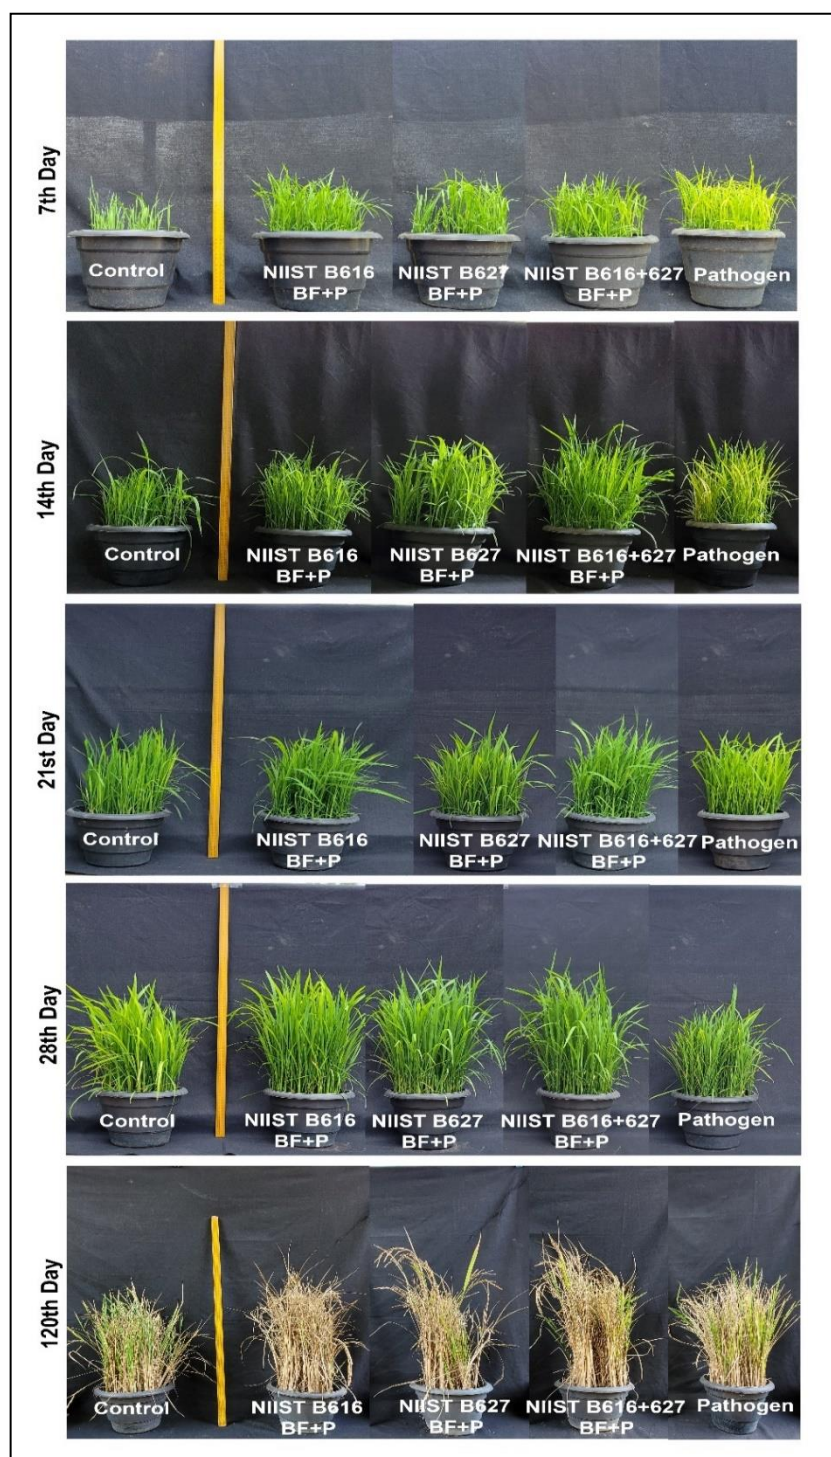 7th Day
Control
NIIST B616
BF+P
NIIST B627
BF+P
NIIST B616+627
BF+P
Pathogen
14th Day
Control
NIIST B616
BF+P
NIIST B627
BF+P
NIIST B616+627
BF+P
Pathogen
21st Day
Control
NIIST B616
BF+P
NIIST B627
BF+P
NIIST B616+627
BF+P
Pathogen
28th Day
Control
NIIST B616
BF+P
NIIST B627
BF+P
NIIST B616+627
BF+P
Pathogen
120th Day
Control
NIIST B616
BF+P
NIIST B627
BF+P
NIIST B616+627
BF+P
Pathogen